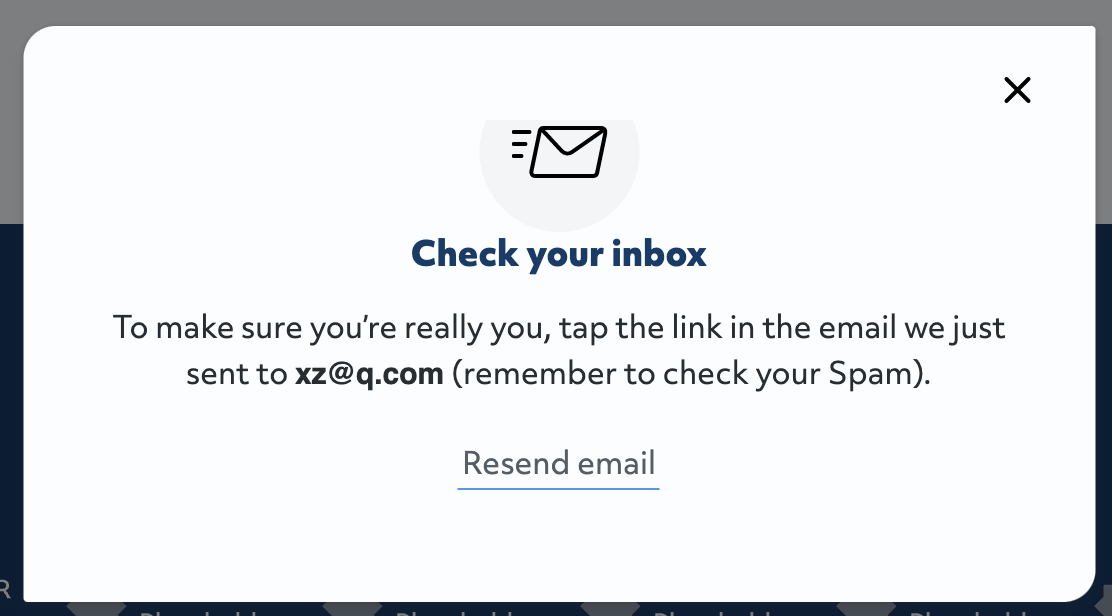 Check your inbox
To make sure you’re really you, tap the link in the email we just
sent to xz@q.com (remember to check your Spam).
Resend email
R